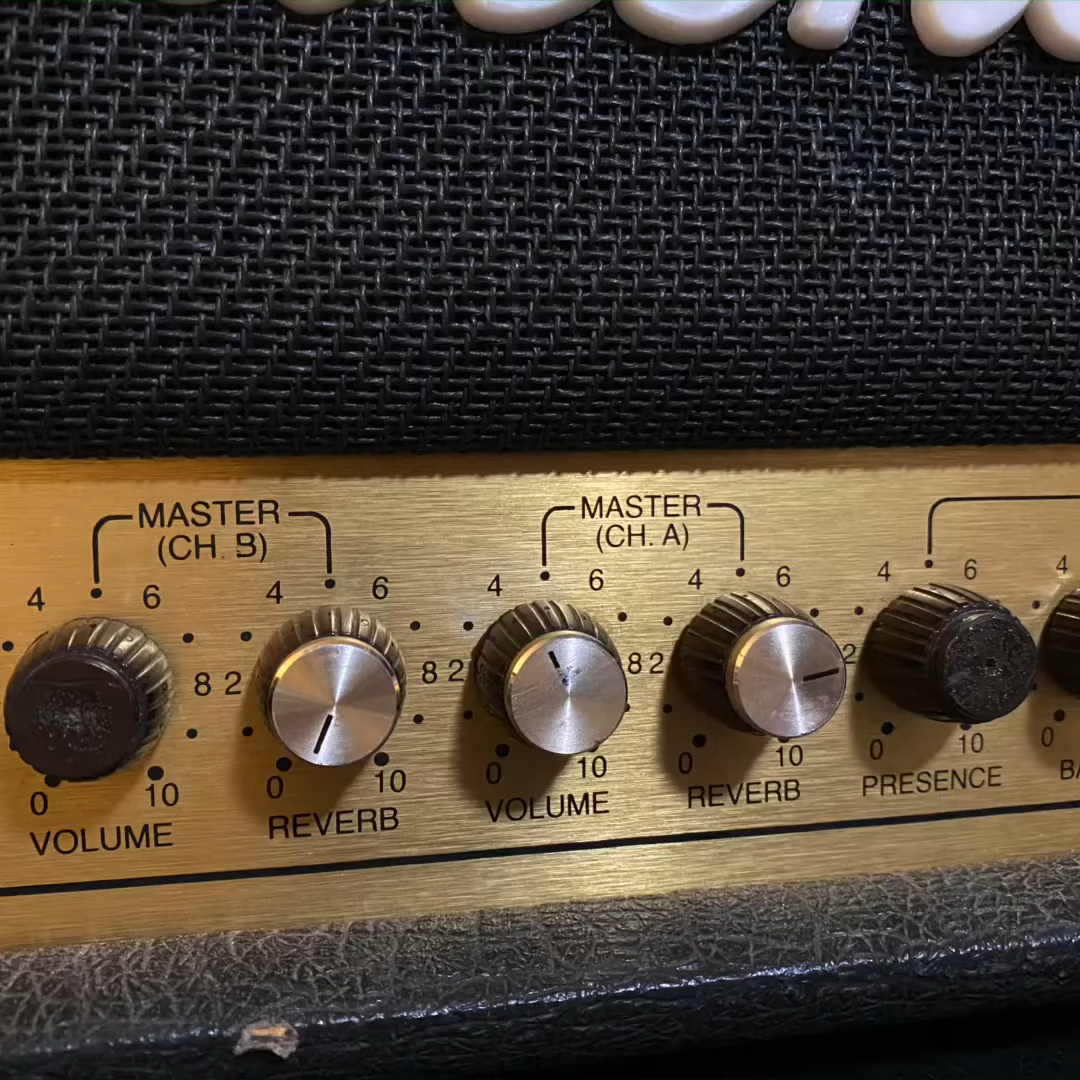 MASTER
(CH. B)
MASTER
(CH. A)
4 6 4 6 4 6 4 6 4 6 4
8 2 8 2 8 2 2
0 10 0 10 0 10 0 10 0 10 0
VOLUME REVERB VOLUME REVERB PRESENCE BA